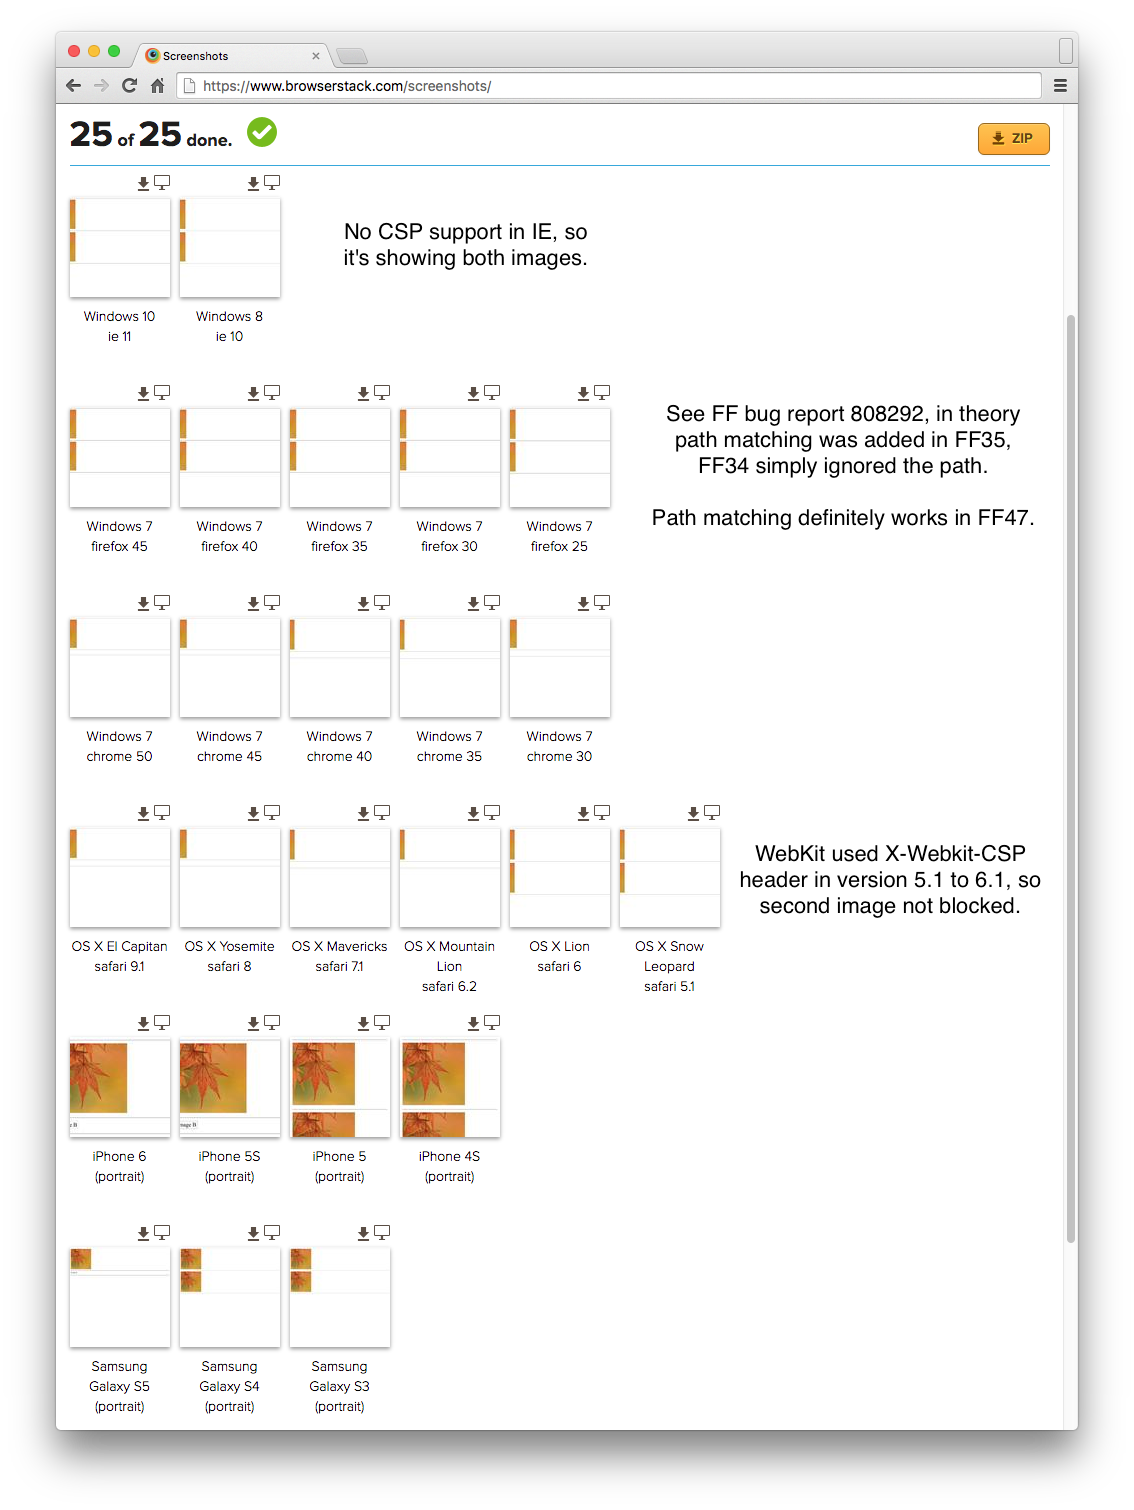 Screenshots
https://www.browserstack.com/screenshots/
25 of 25 done.
ZIP
No CSP support in IE, so
it's showing both images.
Windows 10
ie 11
Windows 8
ie 10
See FF bug report 808292, in theory
path matching was added in FF35,
FF34 simply ignored the path.
Path matching definitely works in FF47.
Windows 7
firefox 45
Windows 7
firefox 40
Windows 7
firefox 35
Windows 7
firefox 30
Windows 7
firefox 25
Windows 7
chrome 50
Windows 7
chrome 45
Windows 7
chrome 40
Windows 7
chrome 35
Windows 7
chrome 30
WebKit used X-Webkit-CSP
header in version 5.1 to 6.1, so
second image not blocked.
OS X El Capitan
safari 9.1
OS X Yosemite
safari 8
OS X Mavericks
safari 7.1
OS X Mountain
Lion
safari 6.2
OS X Lion
safari 6
OS X Snow
Leopard
safari 5.1
iPhone 6
(portrait)
iPhone 5S
(portrait)
iPhone 5
(portrait)
iPhone 4S
(portrait)
Samsung
Galaxy S5
(portrait)
Samsung
Galaxy S4
(portrait)
Samsung
Galaxy S3
(portrait)